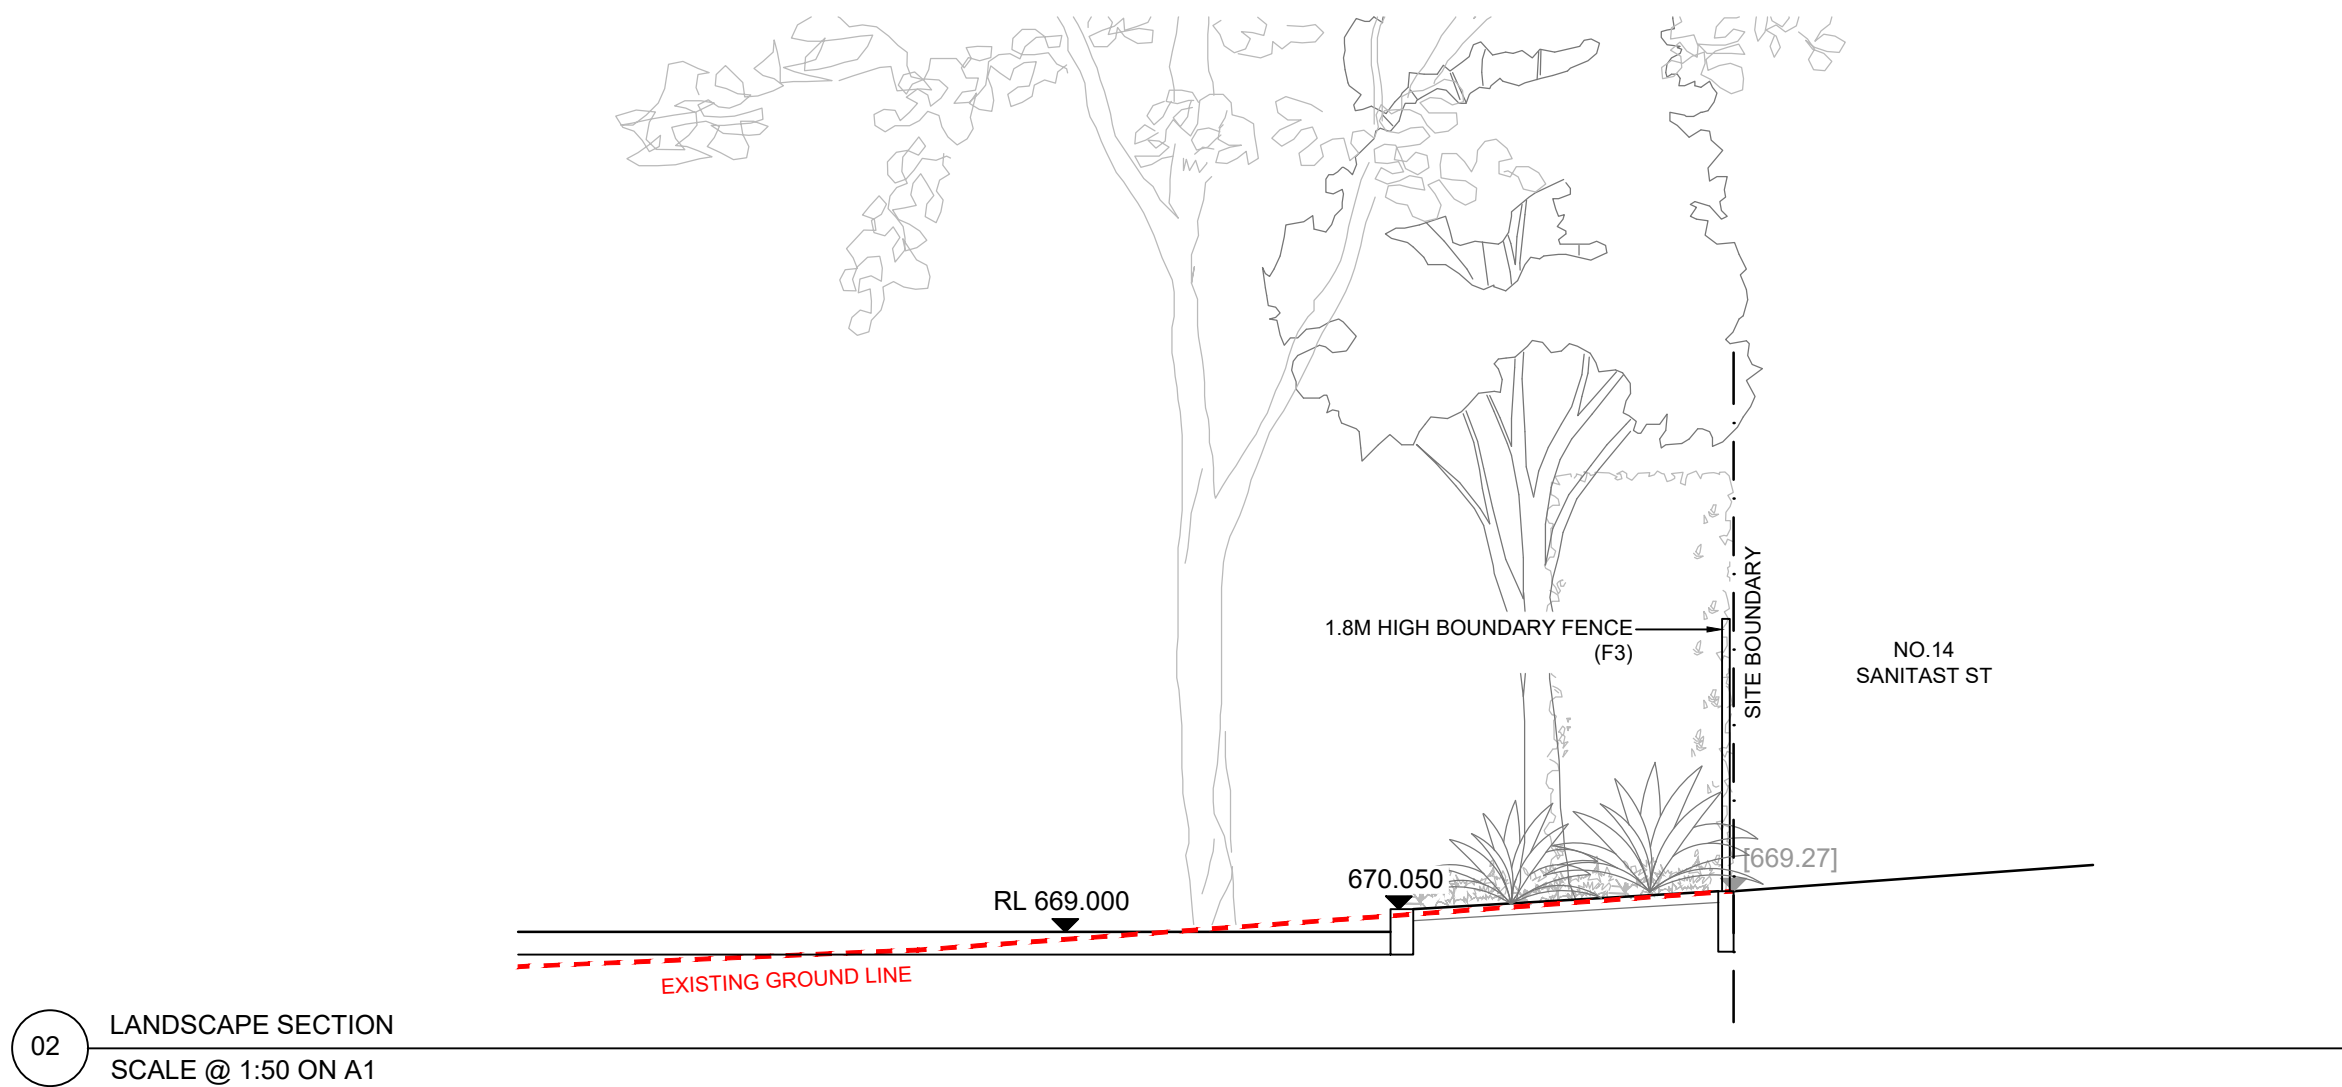 1.8M HIGH BOUNDARY FENCE
(F3)
SITE BOUNDARY
NO.14
SANITAST ST
[669.27]
670.050
RL 669.000
EXISTING GROUND LINE
02
LANDSCAPE SECTION
SCALE @ 1:50 ON A1